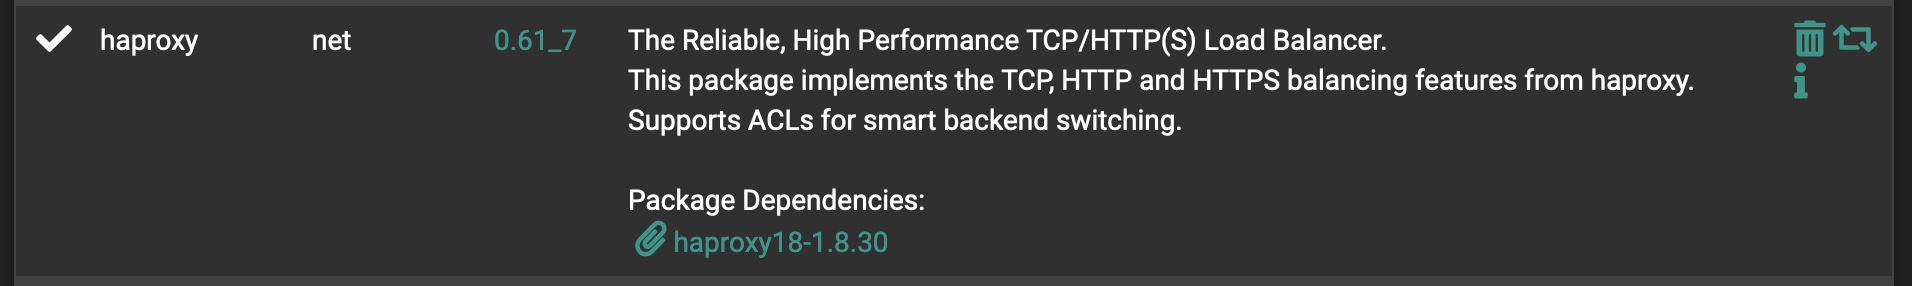 haproxy net 0.61_7 The Reliable, High Performance TCP/HTTP(S) Load Balancer.
This package implements the TCP, HTTP and HTTPS balancing features from haproxy.
Supports ACLs for smart backend switching.
Package Dependencies:
haproxy18-1.8.30